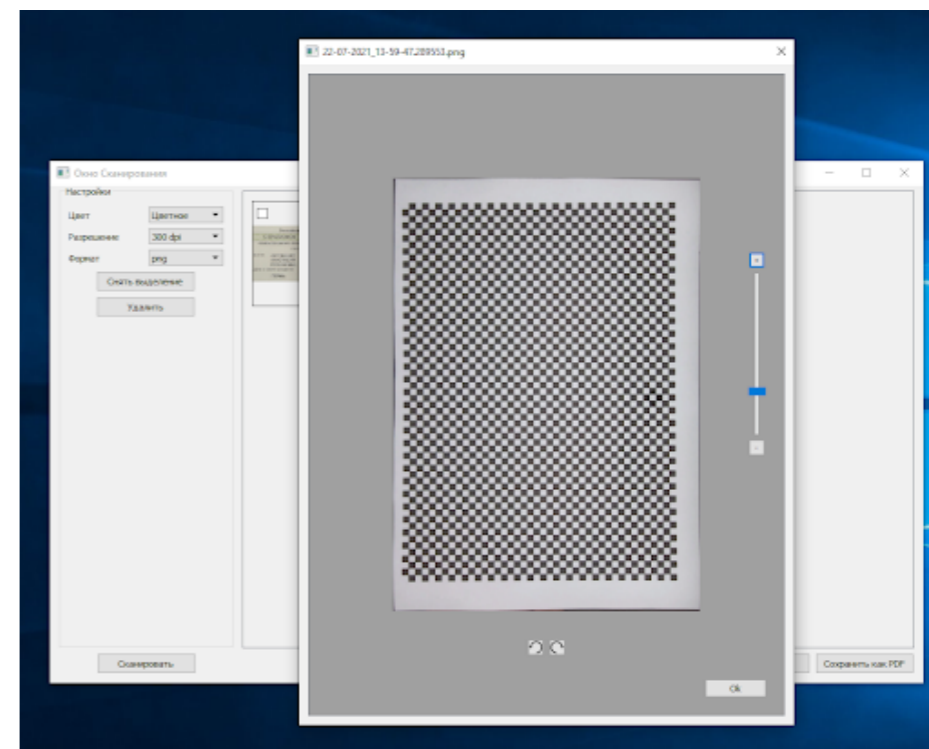 22-07-2021_13-59-47.289553.png
Окно Сканирования
Настройки
Цвет
Цветное
Разрешение
300 dpi
Формат
png
Снять выделение
Удалить
Сканировать
Ok
Сохранить как PDF